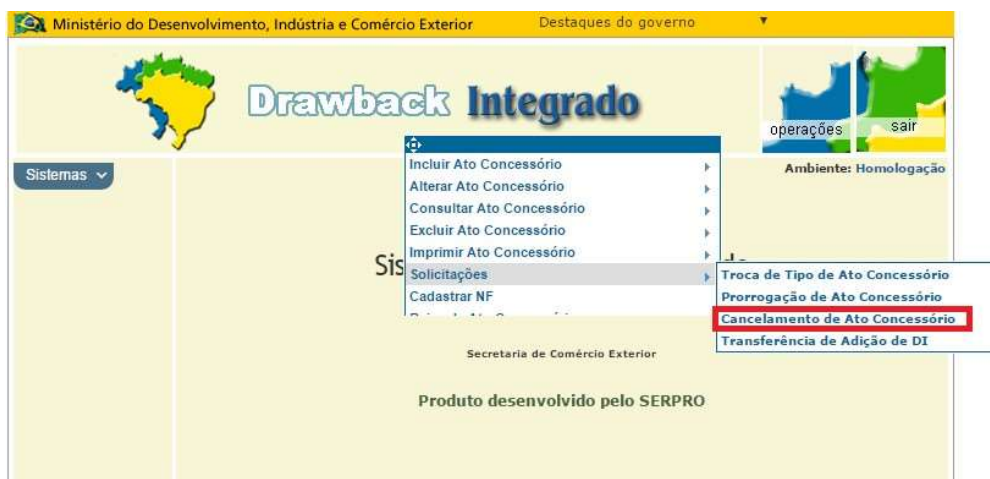 Ministério do Desenvolvimento, Indústria e Comércio Exterior
Destaques do governo
Drawback Integrado
operações
sair
Sistemas
Ambiente: Homologação
Incluir Ato Concessório
Alterar Ato Concessório
Consultar Ato Concessório
Excluir Ato Concessório
Imprimir Ato Concessório
Sis
Solicitações
Cadastrar NF
Troca de Tipo de Ato Concessório
Prorrogação de Ato Concessório
Cancelamento de Ato Concessório
Transferência de Adição de DI
Secretaria de Comércio Exterior
Produto desenvolvido pelo SERPRO